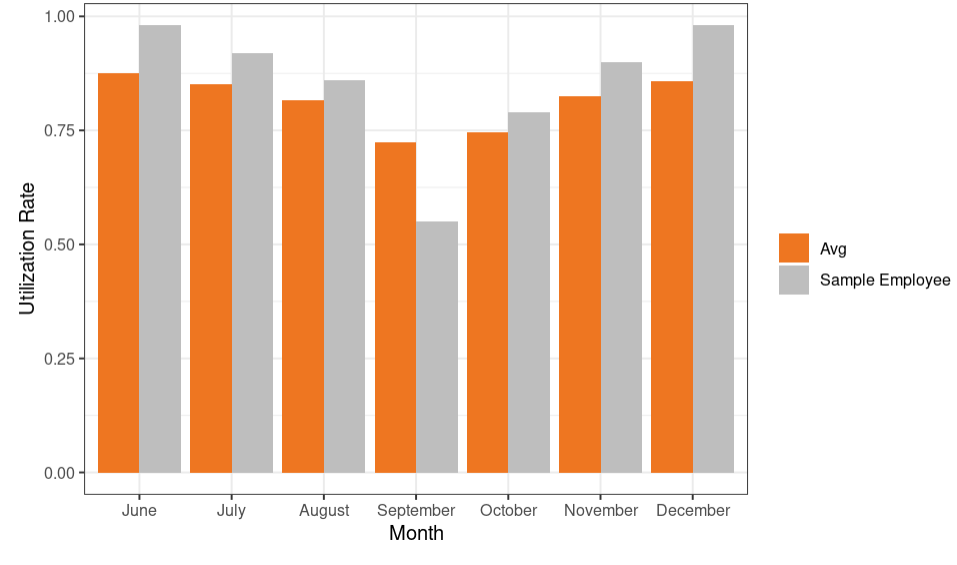 1.00
0.75
0.50
0.25
0.00
Utilization Rate
June July August September October November December
Month
Avg
Sample Employee